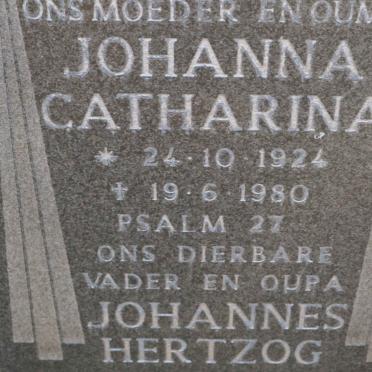 ONS MOEDER EN OUM
JOHANNA
CATHARINA
* 24·10·1924
† 19·6·1980
PSALM 27
ONS DIERBARE
VADER EN OUPA
JOHANNES
HERTZOG